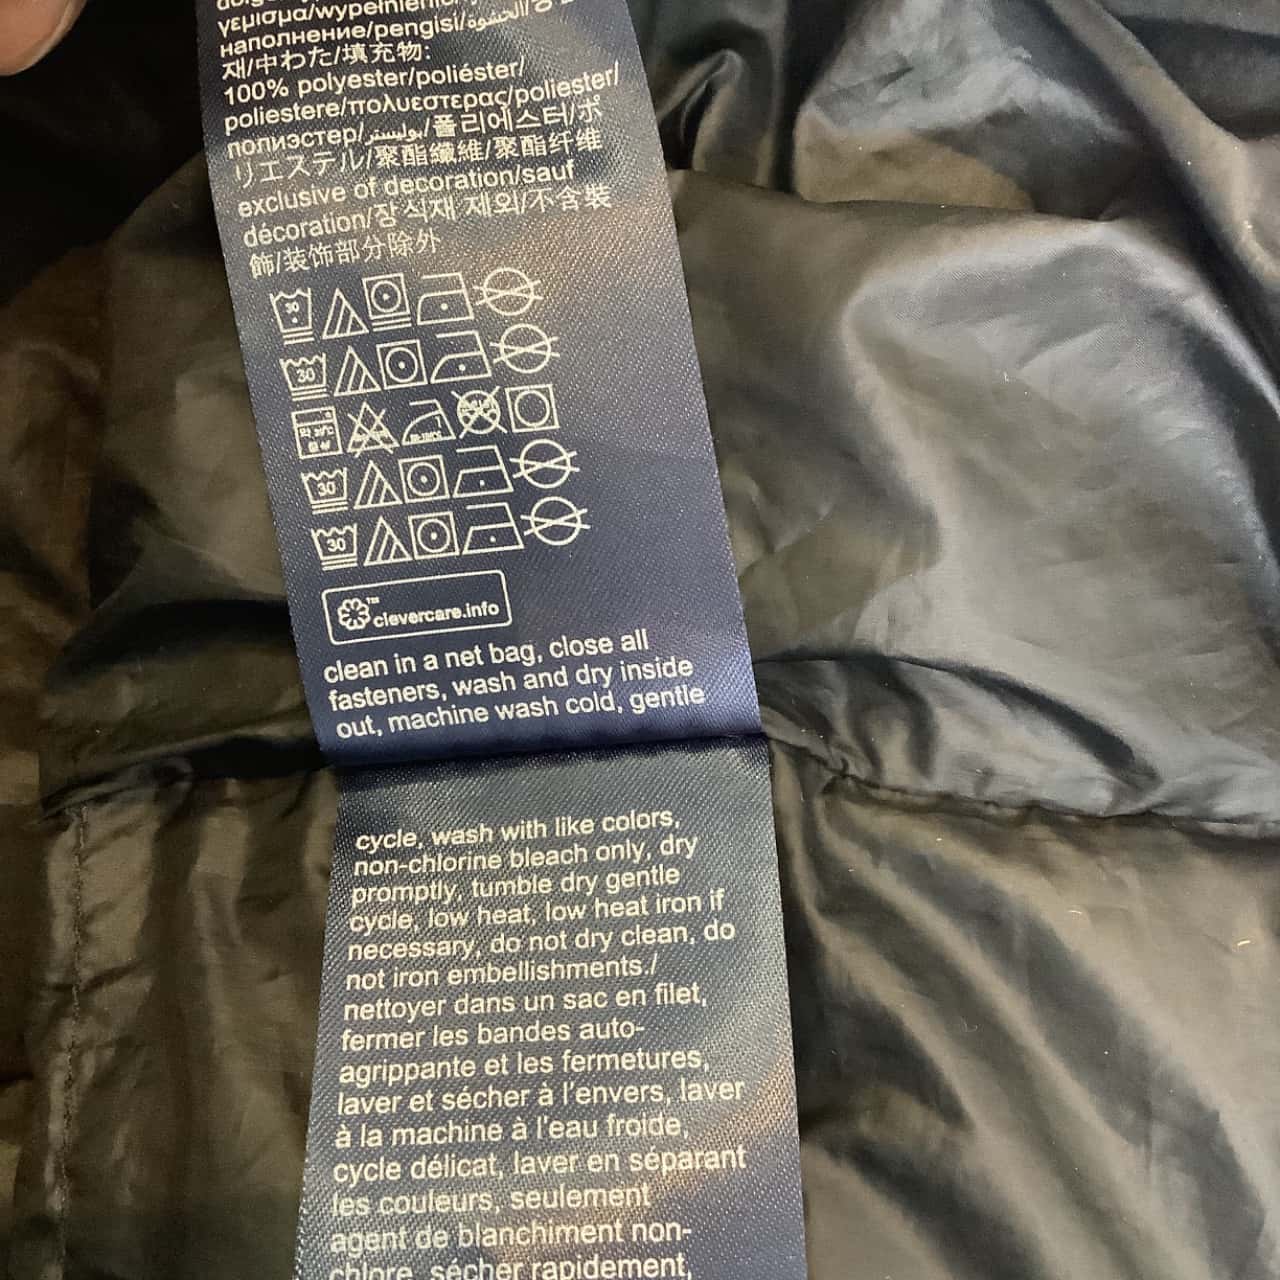 γεμισμα/wypełnienie/
наполнение/pengisi/الحشوة/
재/中わた/填充物:
100% polyester/poliéster/
poliestere/πολυεστερας/poliester/
полиэстер/بوليستر/폴리에스터/ポ
リエステル/聚酯纖維/聚酯纤维
exclusive of decoration/sauf
décoration/장식재 제외/不含裝
飾/装饰部分除外
30
30
30
30
clevercare.info
clean in a net bag, close all
fasteners, wash and dry inside
out, machine wash cold, gentle
cycle, wash with like colors,
non-chlorine bleach only, dry
promptly, tumble dry gentle
cycle, low heat, low heat iron if
necessary, do not dry clean, do
not iron embellishments./
nettoyer dans un sac en filet,
fermer les bandes auto-
agrippante et les fermetures,
laver et sécher à l'envers, laver
à la machine à l'eau froide,
cycle délicat, laver en séparant
les couleurs, seulement
agent de blanchiment non-
chlore, sécher rapidement,